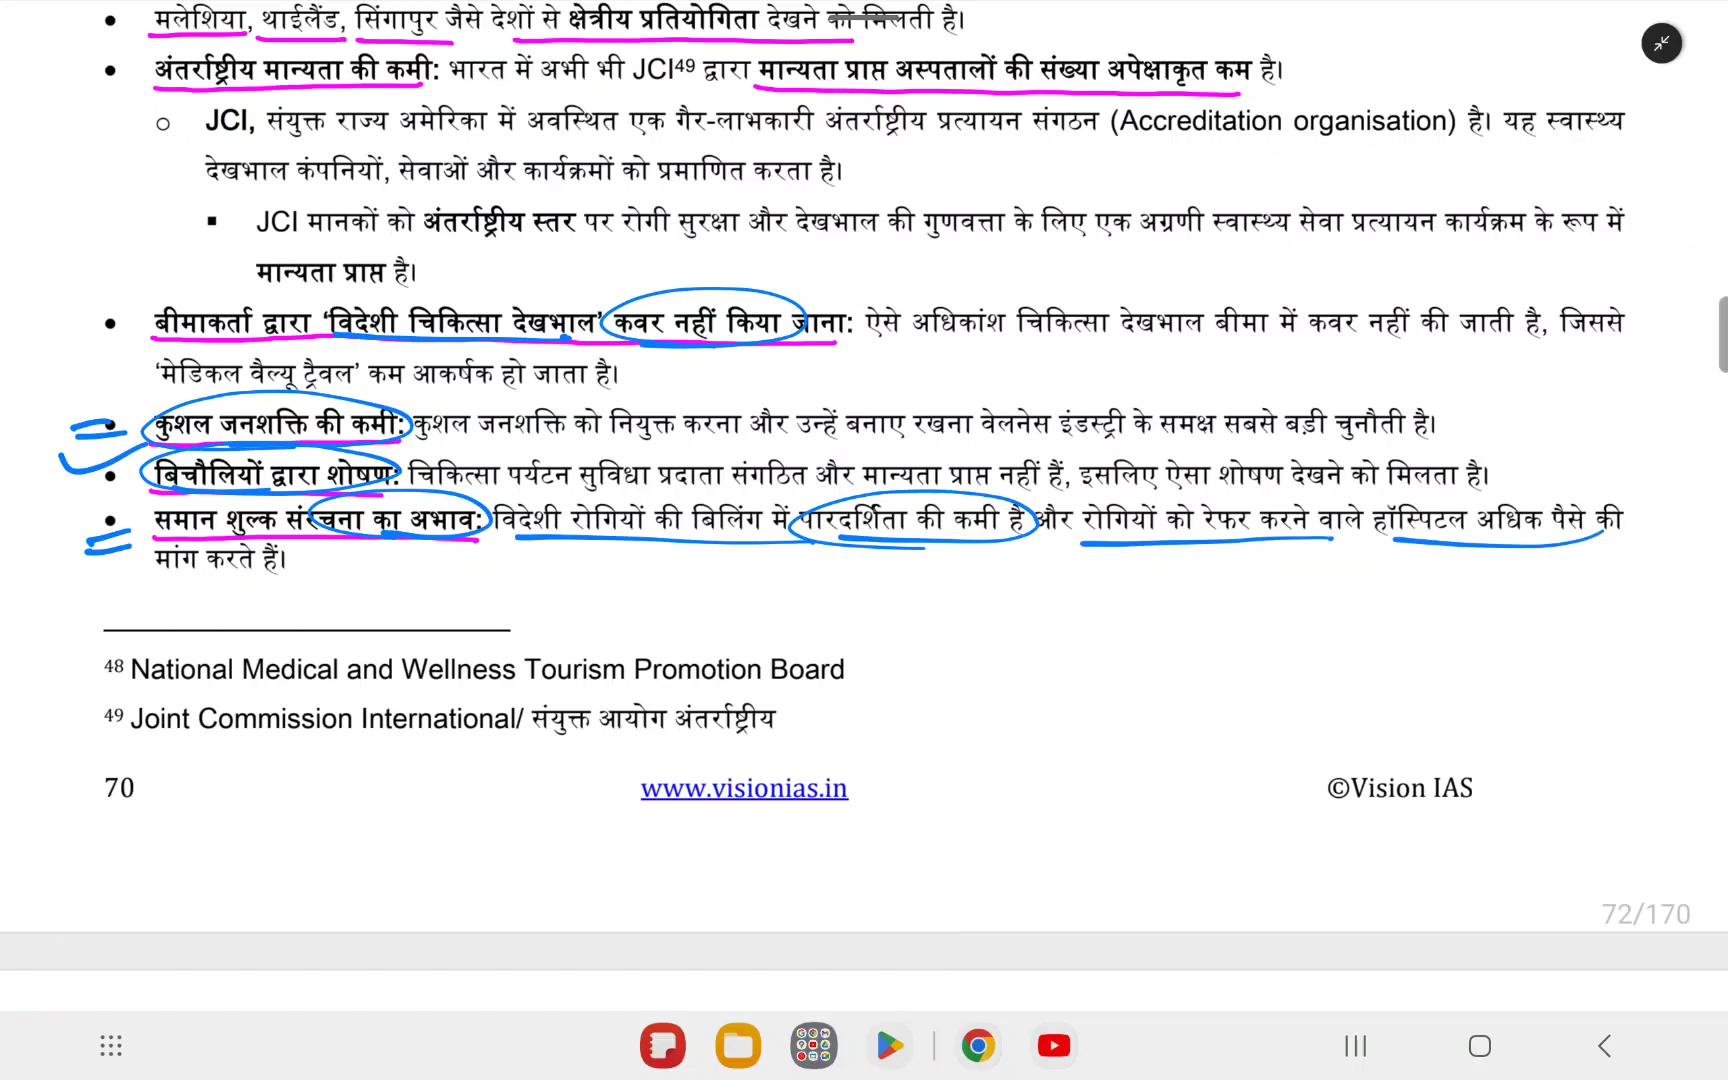 • मलेशिया, थाईलैंड, सिंगापुर जैसे देशों से क्षेत्रीय प्रतियोगिता देखने को मिलती है।
• अंतर्राष्ट्रीय मान्यता की कमी: भारत में अभी भी JCI49 द्वारा मान्यता प्राप्त अस्पतालों की संख्या अपेक्षाकृत कम है।
o JCI, संयुक्त राज्य अमेरिका में अवस्थित एक गैर-लाभकारी अंतर्राष्ट्रीय प्रत्यायन संगठन (Accreditation organisation) है। यह स्वास्थ्य
देखभाल कंपनियों, सेवाओं और कार्यक्रमों को प्रमाणित करता है।
▪ JCI मानकों को अंतर्राष्ट्रीय स्तर पर रोगी सुरक्षा और देखभाल की गुणवत्ता के लिए एक अग्रणी स्वास्थ्य सेवा प्रत्यायन कार्यक्रम के रूप में
मान्यता प्राप्त है।
• बीमाकर्ता द्वारा ‘विदेशी चिकित्सा देखभाल’ कवर नहीं किया जाना: ऐसे अधिकांश चिकित्सा देखभाल बीमा में कवर नहीं की जाती है, जिससे
‘मेडिकल वैल्यू ट्रैवल’ कम आकर्षक हो जाता है।
• कुशल जनशक्ति की कमी: कुशल जनशक्ति को नियुक्त करना और उन्हें बनाए रखना वेलनेस इंडस्ट्री के समक्ष सबसे बड़ी चुनौती है।
• बिचौलियों द्वारा शोषण: चिकित्सा पर्यटन सुविधा प्रदाता संगठित और मान्यता प्राप्त नहीं हैं, इसलिए ऐसा शोषण देखने को मिलता है।
• समान शुल्क संरचना का अभाव: विदेशी रोगियों की बिलिंग में पारदर्शिता की कमी है और रोगियों को रेफर करने वाले हॉस्पिटल अधिक पैसे की
मांग करते हैं।
48 National Medical and Wellness Tourism Promotion Board
49 Joint Commission International/ संयुक्त आयोग अंतर्राष्ट्रीय
70 www.visionias.in ©Vision IAS
72/170